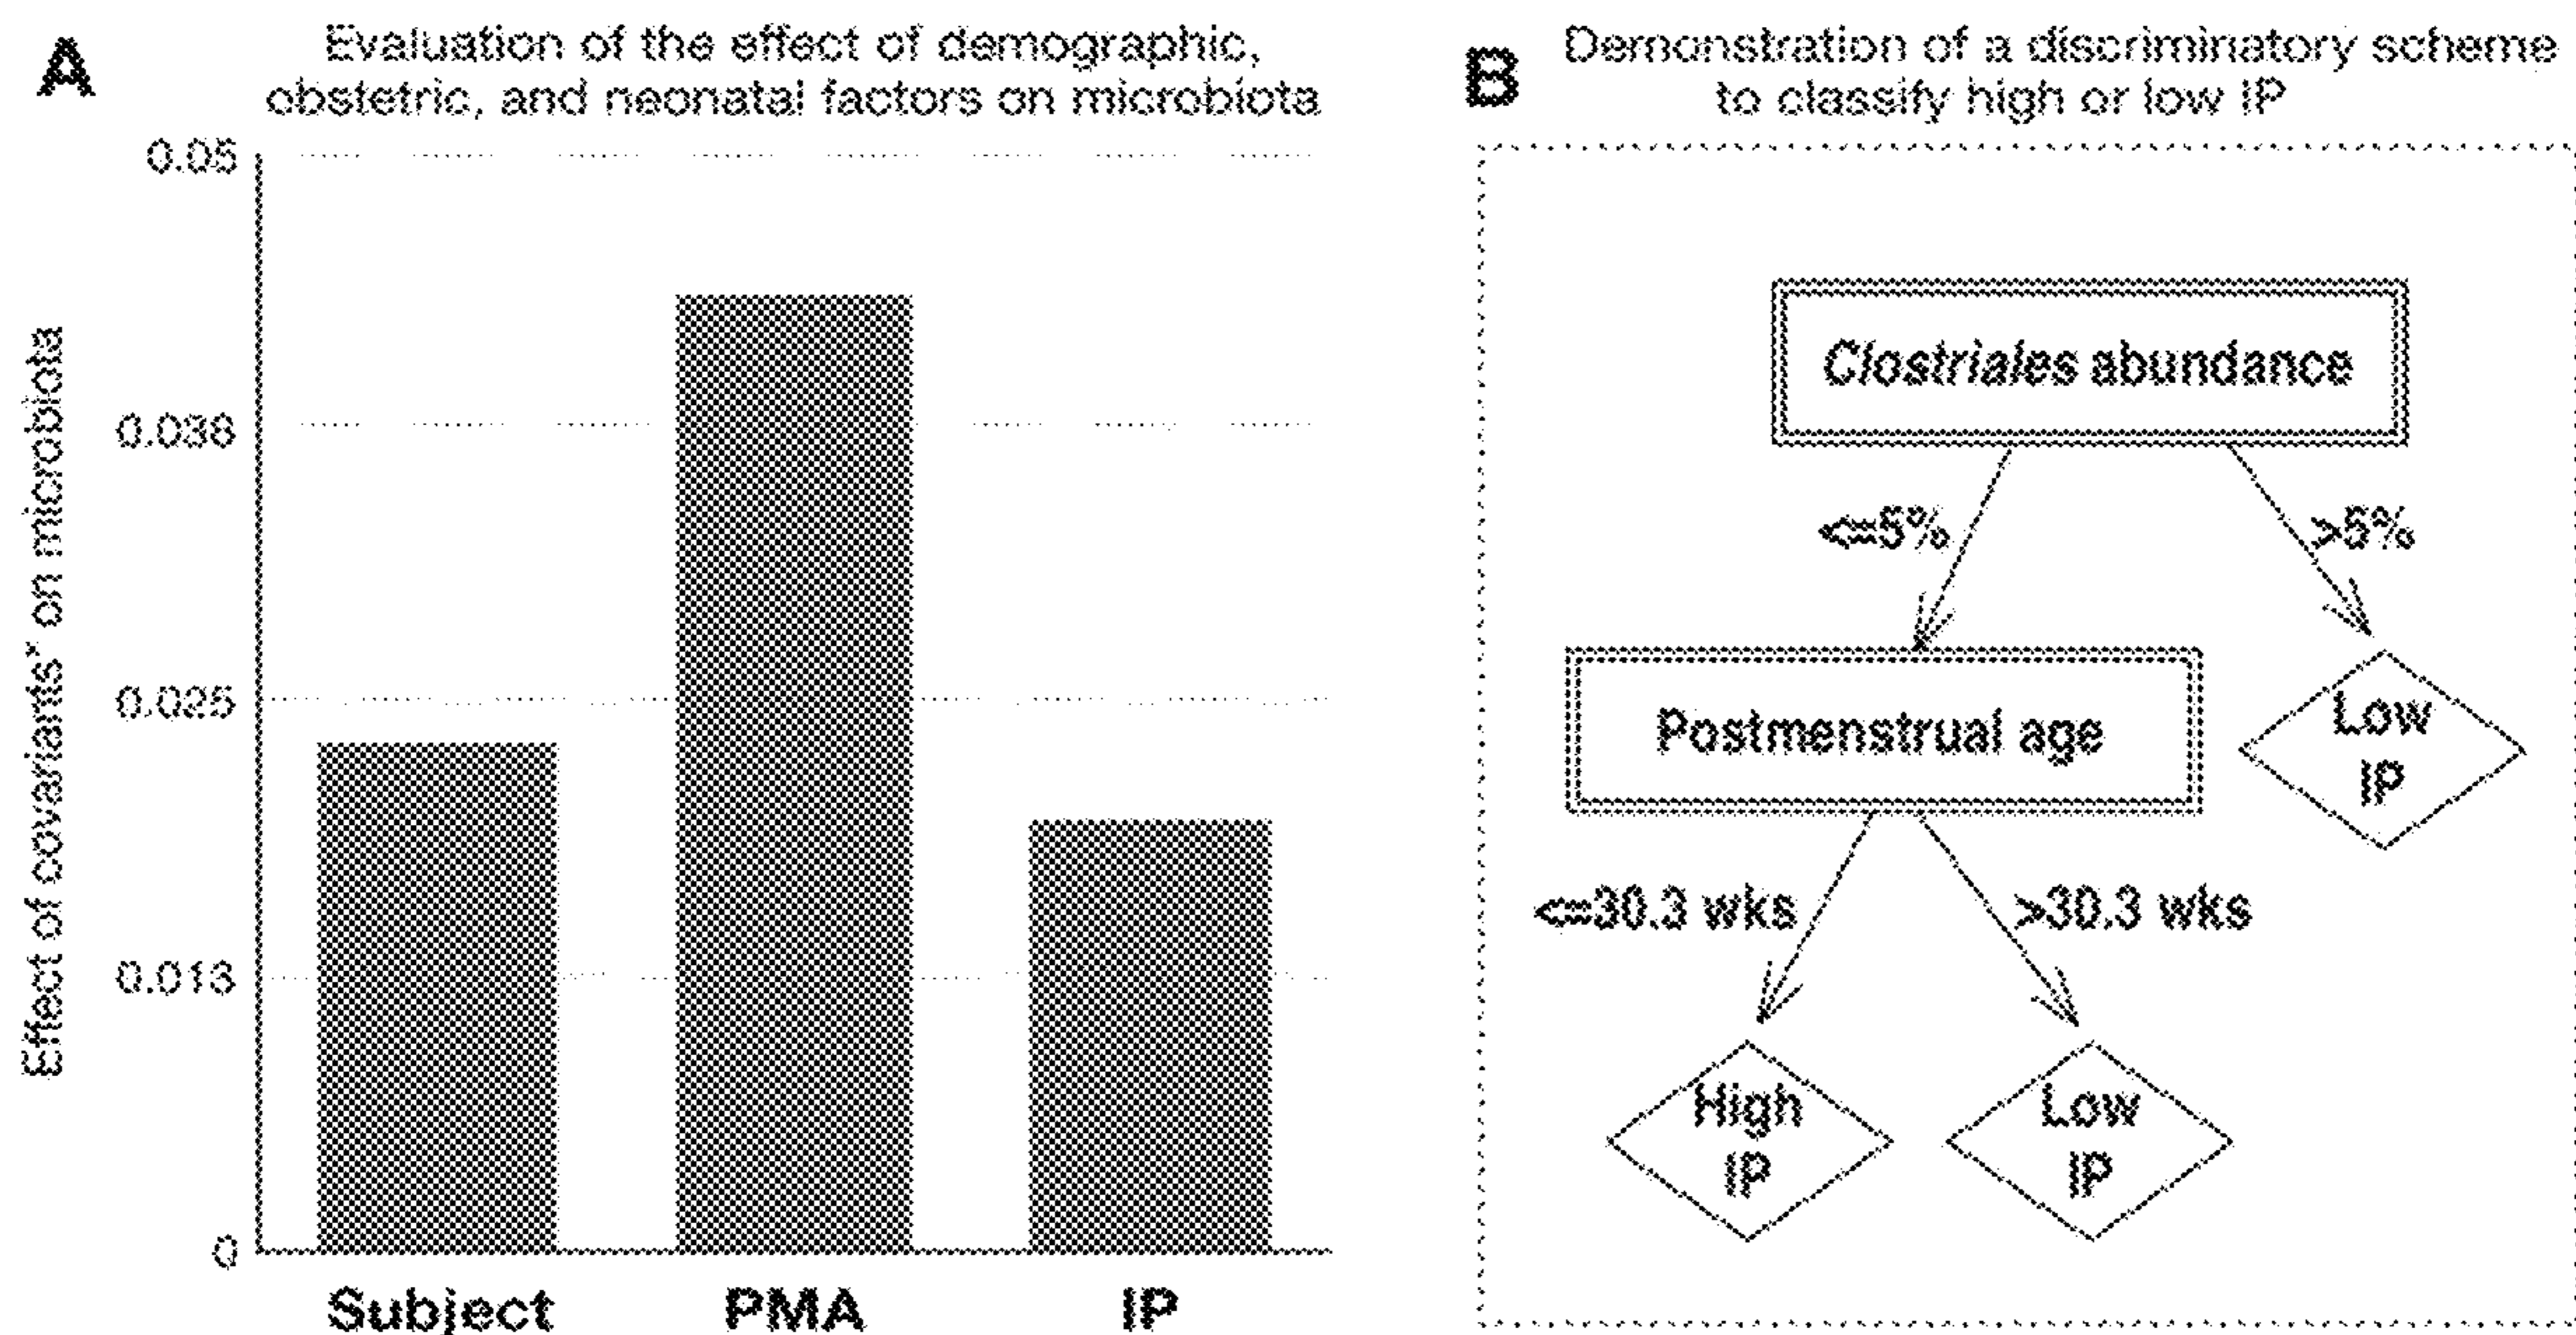 A
Evaluation of the effect of demographic,
obstetric, and neonatal factors on microbiota
Effect of covariants* on microbiota
0.05
0.038
0.025
0.013
0
Subject
PMA
IP
B
Demonstration of a discriminatory scheme
to classify high or low IP
Clostriales abundance
<=5%
>5%
Postmenstrual age
Low
IP
<=30.3 wks
>30.3 wks
High
IP
Low
IP